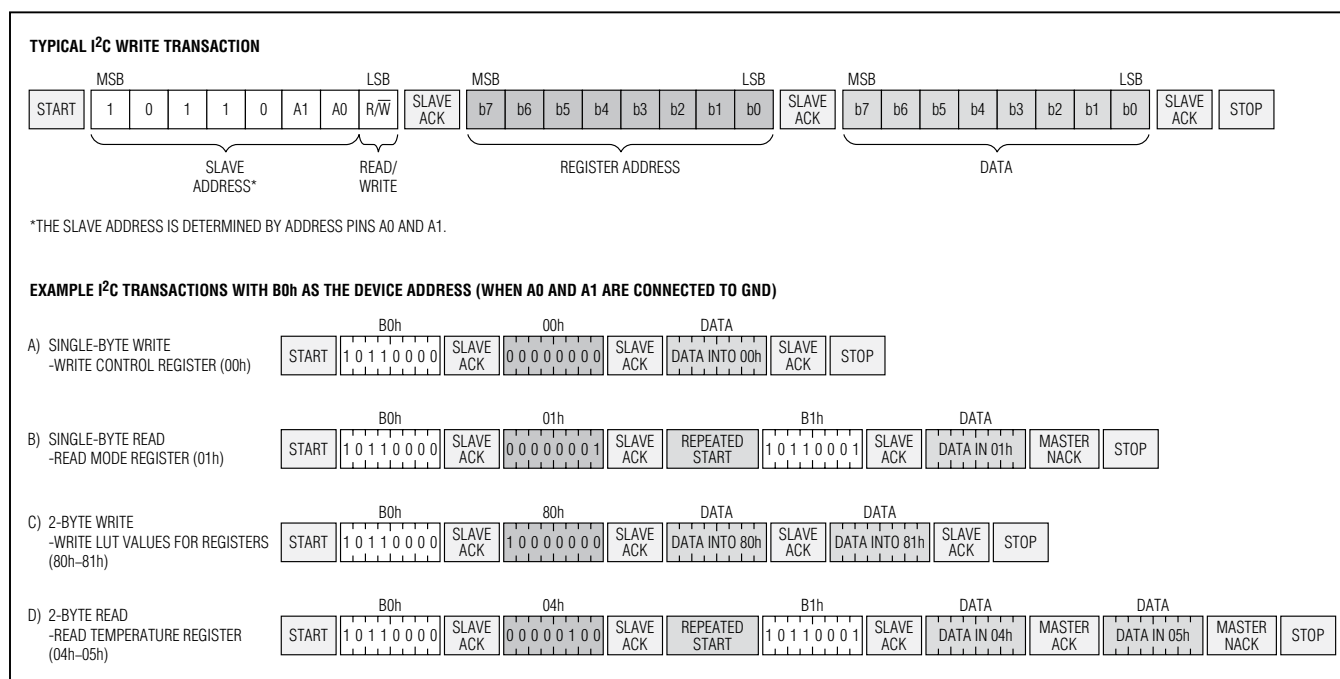 TYPICAL I2C WRITE TRANSACTION
MSB LSB MSB LSB MSB LSB
START 1 0 1 1 0 A1 A0 R/W̅ SLAVE ACK b7 b6 b5 b4 b3 b2 b1 b0 SLAVE ACK b7 b6 b5 b4 b3 b2 b1 b0 SLAVE ACK STOP
SLAVE ADDRESS* READ/WRITE REGISTER ADDRESS DATA
*THE SLAVE ADDRESS IS DETERMINED BY ADDRESS PINS A0 AND A1.
EXAMPLE I2C TRANSACTIONS WITH B0h AS THE DEVICE ADDRESS (WHEN A0 AND A1 ARE CONNECTED TO GND)
B0h 00h DATA
A) SINGLE-BYTE WRITE
-WRITE CONTROL REGISTER (00h)
START 1 0 1 1 0 0 0 0 SLAVE ACK 0 0 0 0 0 0 0 0 SLAVE ACK DATA INTO 00h SLAVE ACK STOP
B0h 01h B1h DATA
B) SINGLE-BYTE READ
-READ MODE REGISTER (01h)
START 1 0 1 1 0 0 0 0 SLAVE ACK 0 0 0 0 0 0 0 1 SLAVE ACK REPEATED START 1 0 1 1 0 0 0 1 SLAVE ACK DATA IN 01h MASTER NACK STOP
B0h 80h DATA DATA
C) 2-BYTE WRITE
-WRITE LUT VALUES FOR REGISTERS
(80h–81h)
START 1 0 1 1 0 0 0 0 SLAVE ACK 1 0 0 0 0 0 0 0 SLAVE ACK DATA INTO 80h SLAVE ACK DATA INTO 81h SLAVE ACK STOP
B0h 04h B1h DATA DATA
D) 2-BYTE READ
-READ TEMPERATURE REGISTER
(04h–05h)
START 1 0 1 1 0 0 0 0 SLAVE ACK 0 0 0 0 0 1 0 0 SLAVE ACK REPEATED START 1 0 1 1 0 0 0 1 SLAVE ACK DATA IN 04h MASTER ACK DATA IN 05h MASTER NACK STOP